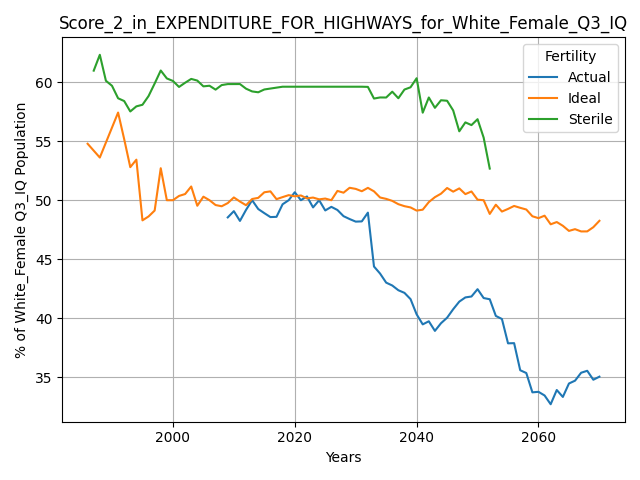 Score_2_in_EXPENDITURE_FOR_HIGHWAYS_for_White_Female_Q3_IQ
% of White_Female Q3_IQ Population
60
55
50
45
40
35
Fertility
Actual
Ideal
Sterile
2000
2020
2040
2060
Years